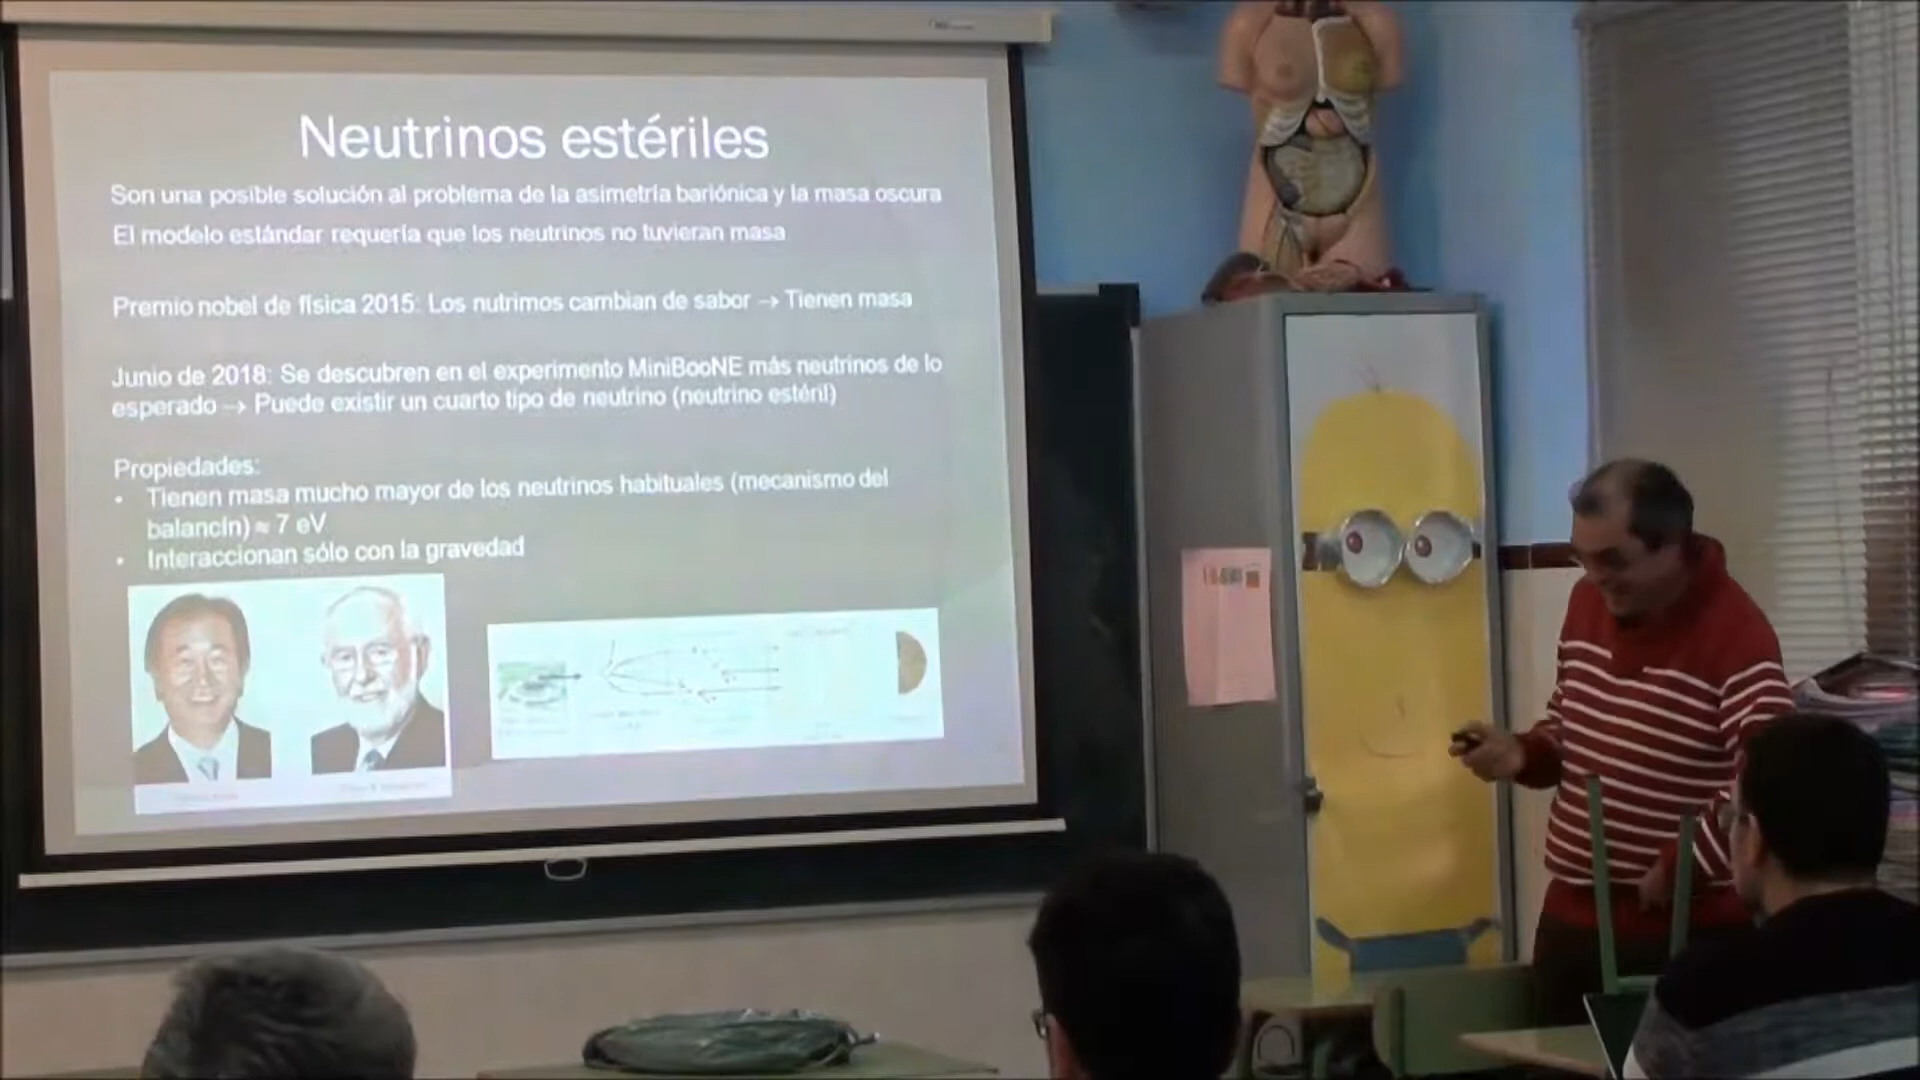 Neutrinos estériles
Son una posible solución al problema de la asimetría bariónica y la masa oscura
El modelo estándar requería que los neutrinos no tuvieran masa
Premio nobel de física 2015: Los nutrimos cambian de sabor → Tienen masa
Junio de 2018: Se descubren en el experimento MiniBooNE más neutrinos de lo
esperado → Puede existir un cuarto tipo de neutrino (neutrino estéril)
Propiedades:
• Tienen masa mucho mayor de los neutrinos habituales (mecanismo del
balancín) ≈ 7 eV
• Interaccionan sólo con la gravedad